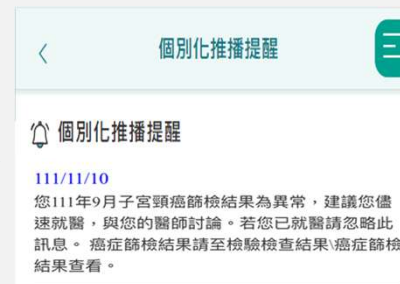 個別化推播提醒
個別化推播提醒
111/11/10
您111年9月子宮頸癌篩檢結果為異常，建議您儘
速就醫，與您的醫師討論。若您已就醫請忽略此
訊息。 癌症篩檢結果請至檢驗檢查結果\癌症篩檢
結果查看。